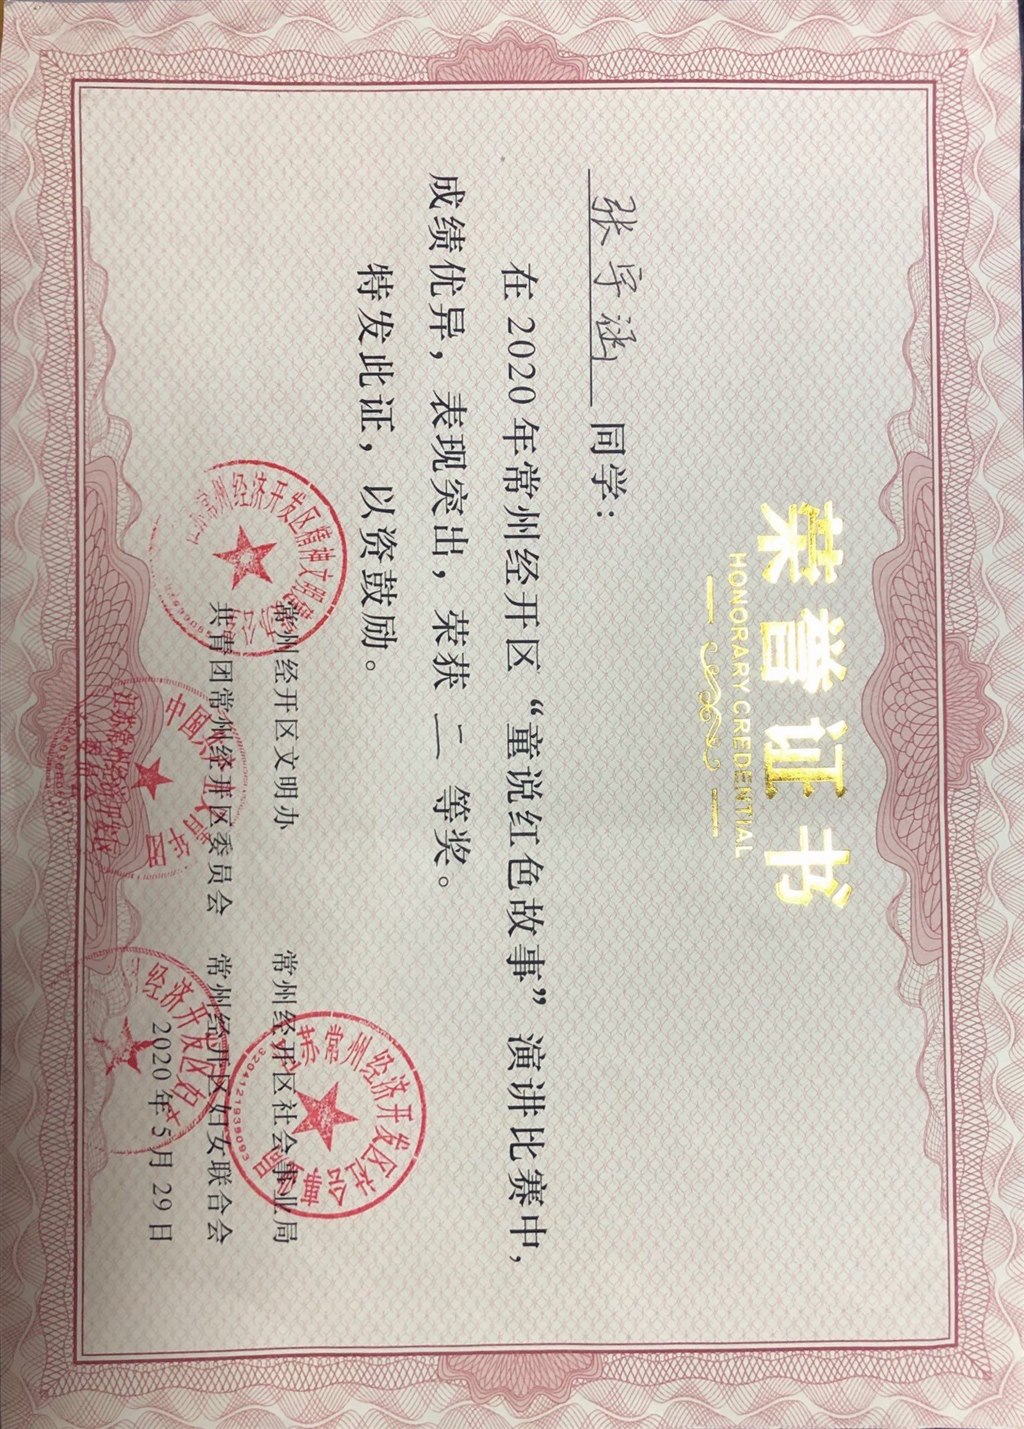 荣誉证书
HONORARY CREDENTIAL
张宇涵 同学：
在2020年常州经开区“童说红色故事”演讲比赛中，
成绩优异，表现突出，荣获 二 等奖。
特发此证，以资鼓励。
常州经开区文明办 常州经开区社会事业局
共青团常州经开区委员会 常州经开区妇女联合会
2020年5月29日